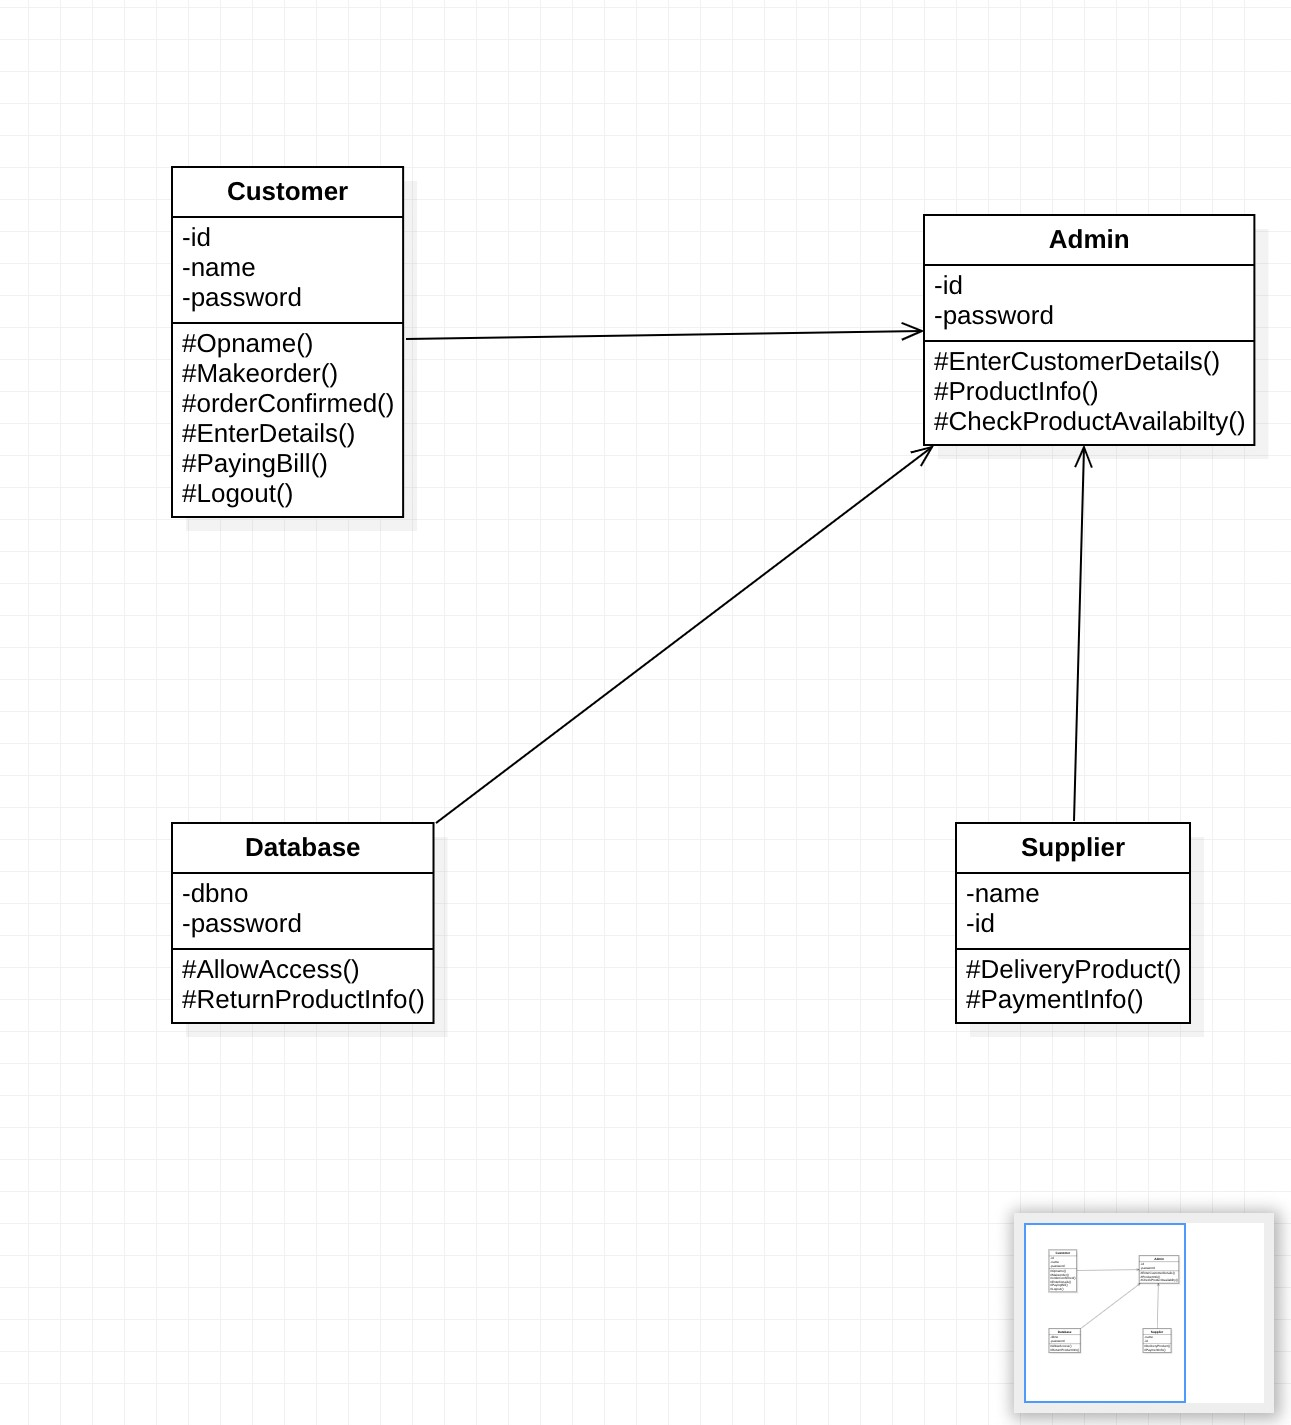 Customer
-id
-name
-password
#Opname()
#Makeorder()
#orderConfirmed()
#EnterDetails()
#PayingBill()
#Logout()
Admin
-id
-password
#EnterCustomerDetails()
#ProductInfo()
#CheckProductAvailabilty()
Database
-dbno
-password
#AllowAccess()
#ReturnProductInfo()
Supplier
-name
-id
#DeliveryProduct()
#PaymentInfo()